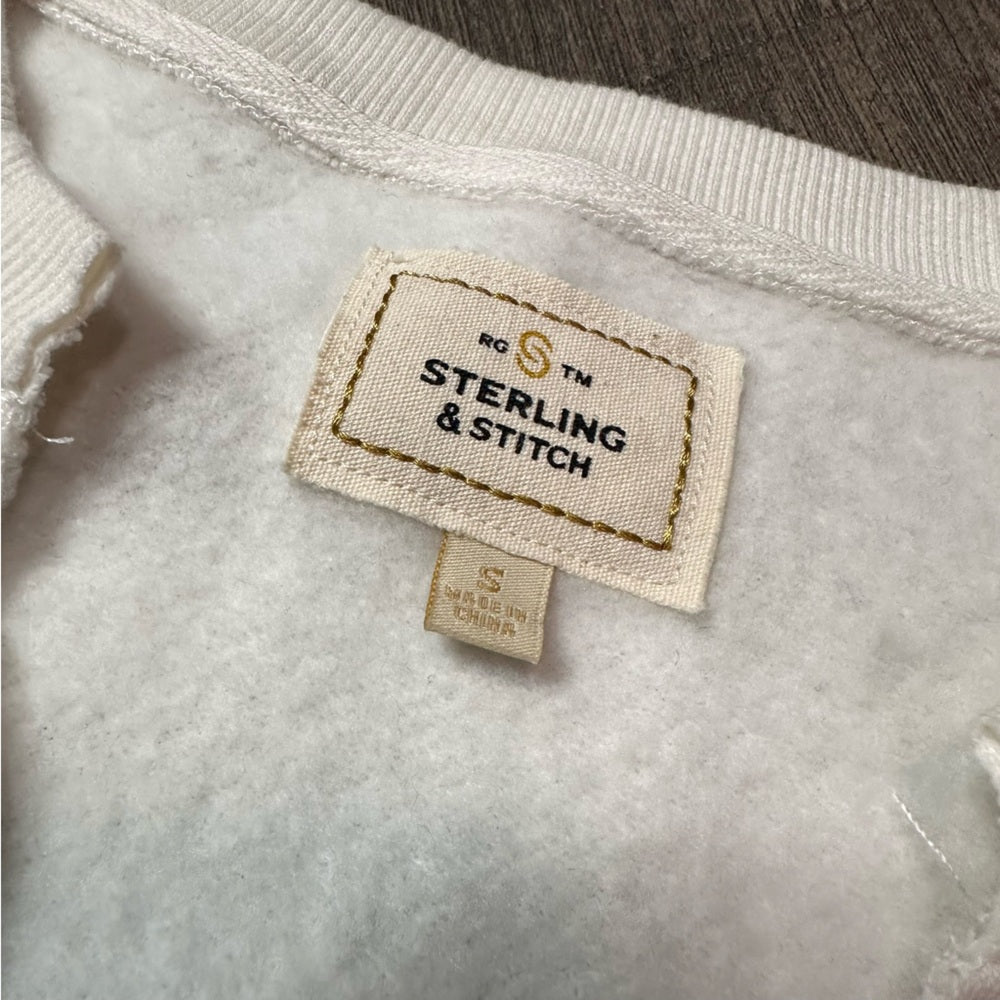 RG S TM
STERLING
& STITCH
S
MADE IN
CHINA